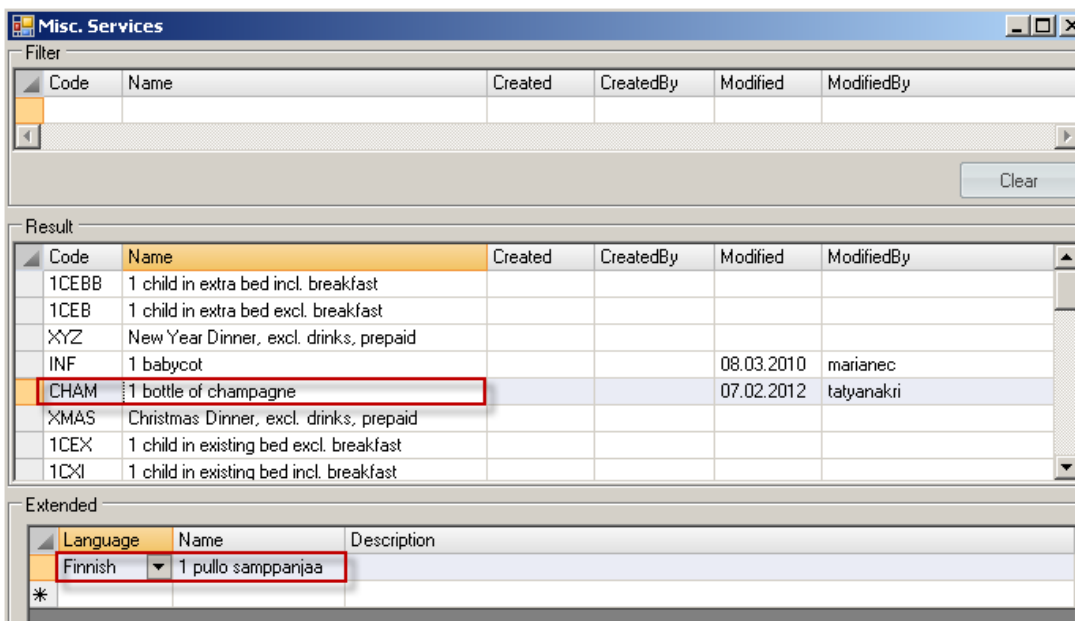 Misc. Services
Filter
Code Name Created CreatedBy Modified ModifiedBy
Clear
Result
Code Name Created CreatedBy Modified ModifiedBy
1CEBB 1 child in extra bed incl. breakfast
1CEB 1 child in extra bed excl. breakfast
XYZ New Year Dinner, excl. drinks, prepaid
INF 1 babycot 08.03.2010 marianec
CHAM 1 bottle of champagne 07.02.2012 tatyanakri
XMAS Christmas Dinner, excl. drinks, prepaid
1CEX 1 child in existing bed excl. breakfast
1CXI 1 child in existing bed incl. breakfast
Extended
Language Name Description
Finnish 1 pullo samppanjaa